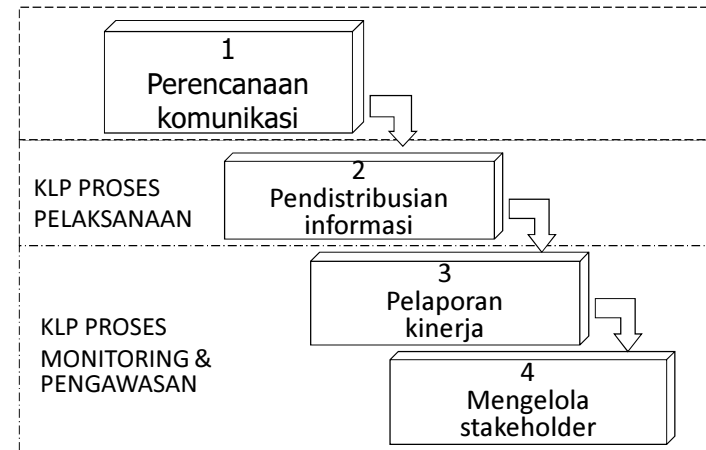 1
Perencanaan
komunikasi
KLP PROSES
PELAKSANAAN
2
Pendistribusian
informasi
3
Pelaporan
kinerja
KLP PROSES
MONITORING &
PENGAWASAN
4
Mengelola
stakeholder